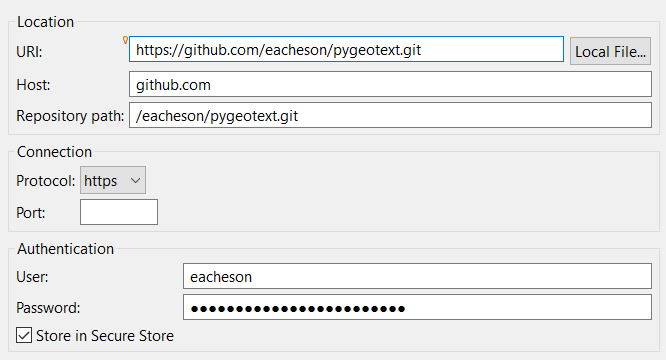 Location
URI: https://github.com/eacheson/pygeotext.git Local File...
Host: github.com
Repository path: /eacheson/pygeotext.git
Connection
Protocol: https
Port:
Authentication
User: eacheson
Password: ●●●●●●●●●●●●●●●●●●●●●●●●
Store in Secure Store